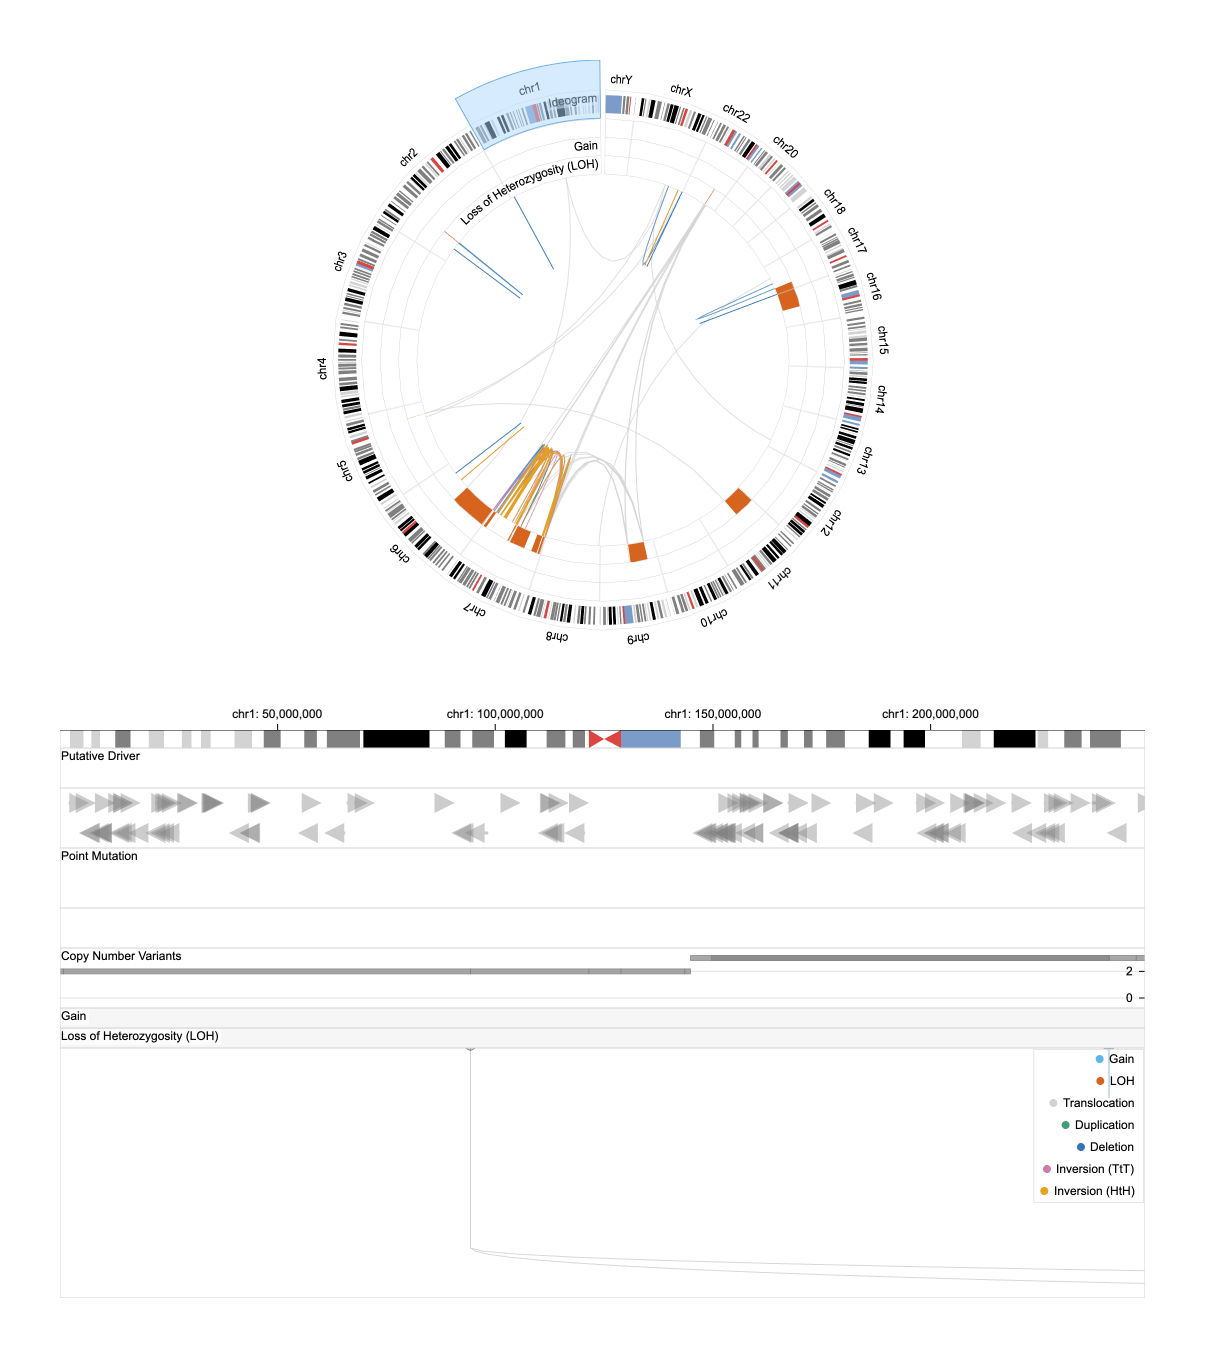 chrY
chrX
chr22
chr20
chr18
chr17
chr16
chr15
chr14
chr13
chr12
chr11
chr10
chr9
chr8
chr7
chr6
chr5
chr4
chr3
chr2
chr1
Ideogram
Gain
Loss of Heterozygosity (LOH)
chr1: 50,000,000
chr1: 100,000,000
chr1: 150,000,000
chr1: 200,000,000
Putative Driver
Point Mutation
Copy Number Variants
2
0
Gain
Loss of Heterozygosity (LOH)
Gain
LOH
Translocation
Duplication
Deletion
Inversion (TtT)
Inversion (HtH)